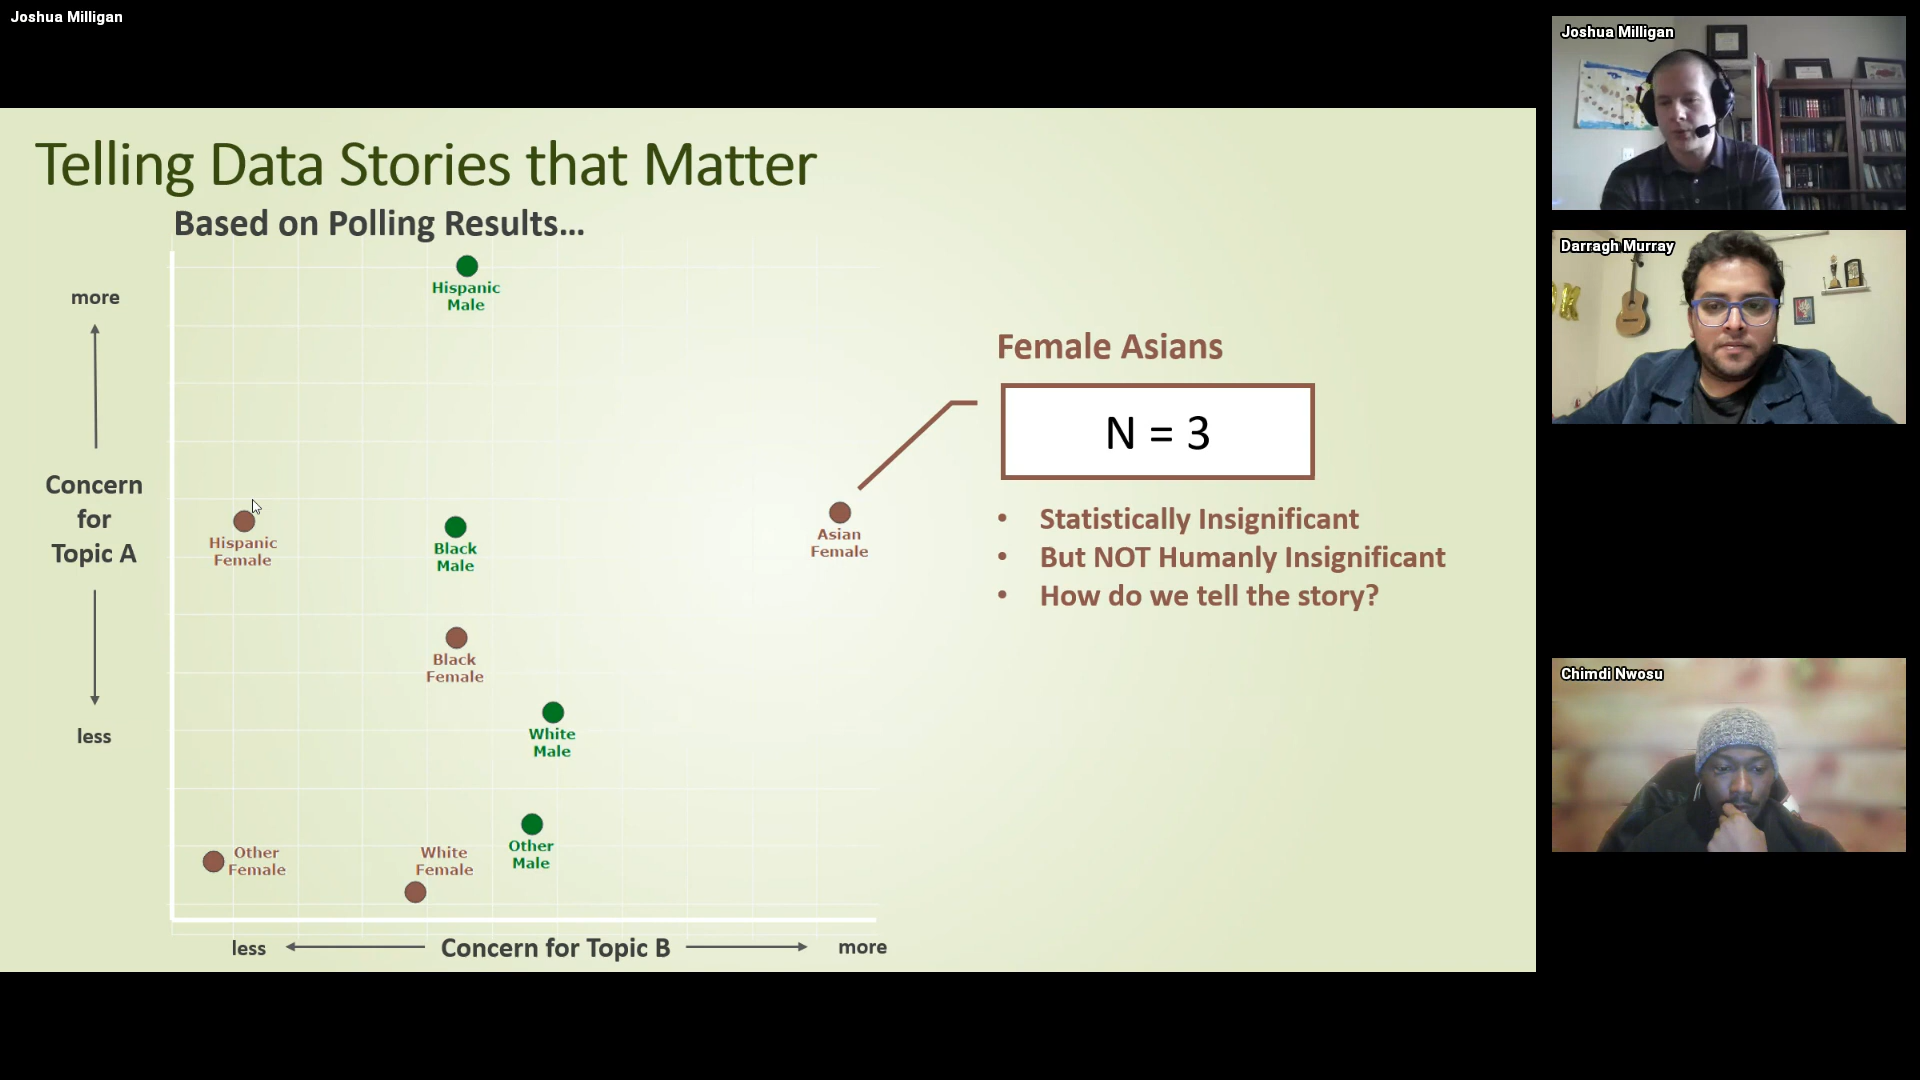 Joshua Milligan
Telling Data Stories that Matter
Based on Polling Results...
more
Concern
for
Topic A
less
Hispanic
Male
Hispanic
Female
Black
Male
Asian
Female
Black
Female
White
Male
Other
Male
Other
Female
White
Female
less
Concern for Topic B
more
Female Asians
N = 3
• Statistically Insignificant
• But NOT Humanly Insignificant
• How do we tell the story?
Joshua Milligan
Darragh Murray
Chimdi Nwosu